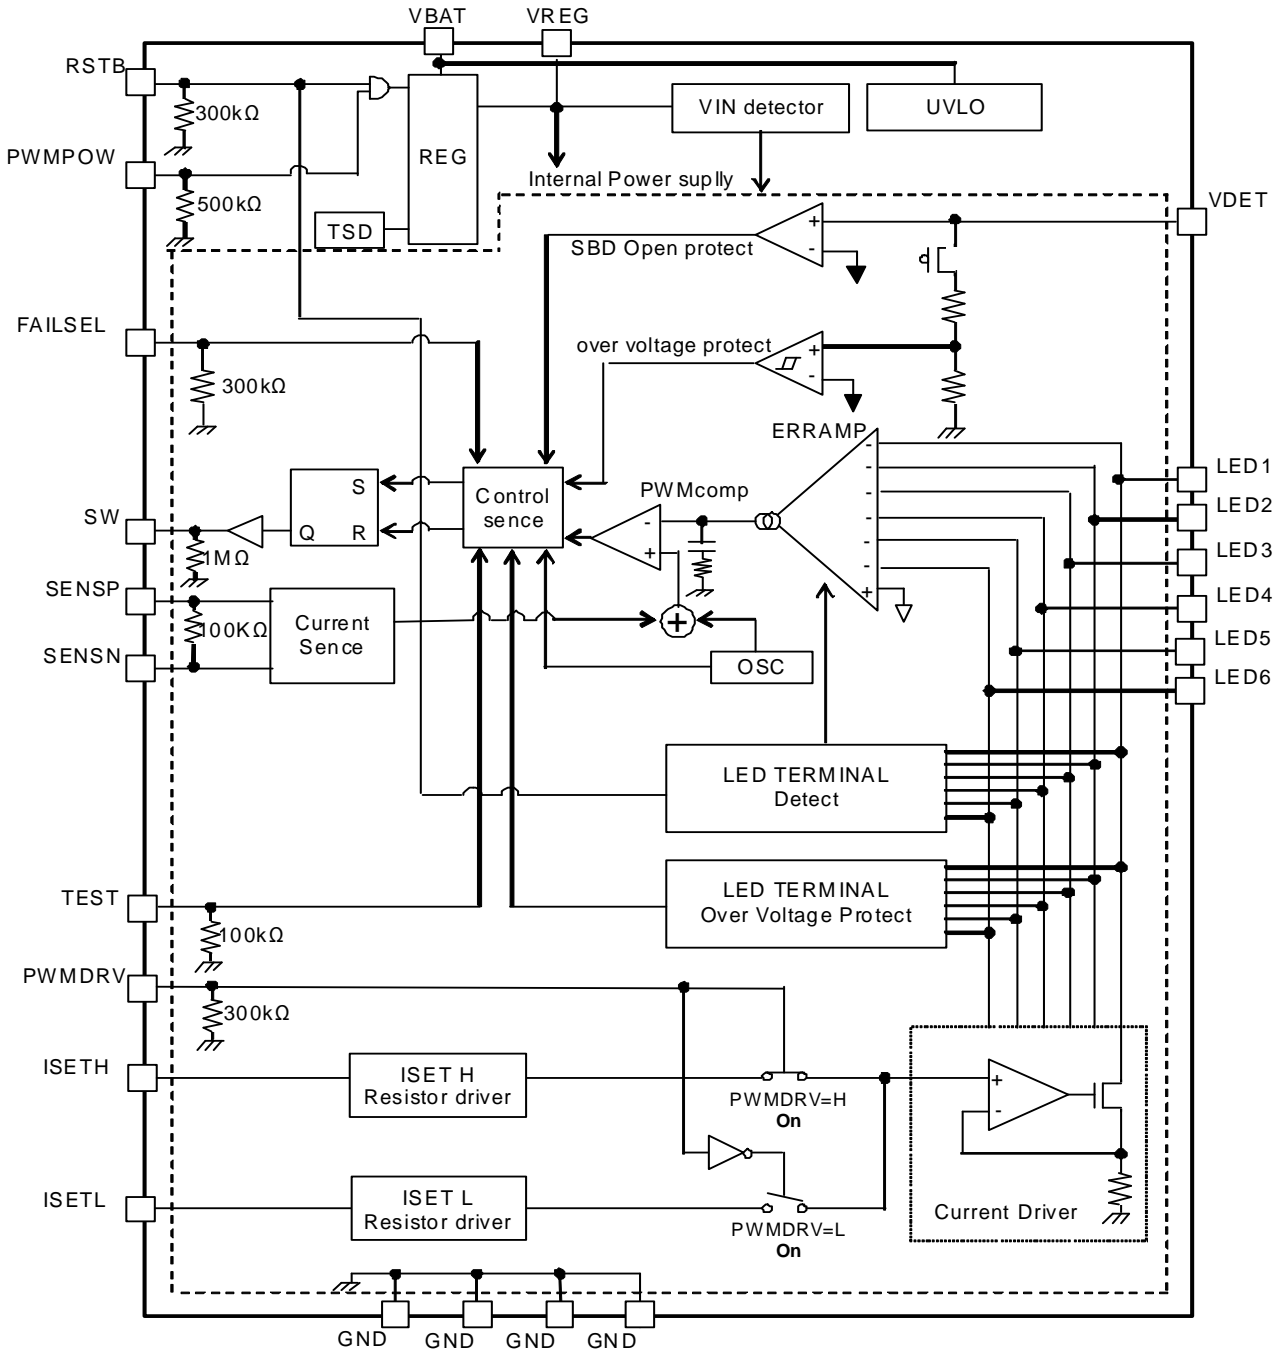 VBAT
VREG
RSTB
300kΩ
VIN detector
UVLO
PWMPOW
REG
Internal Power suplly
500kΩ
TSD
VDET
+
-
SBD Open protect
FAILSEL
over voltage protect
+
-
300kΩ
ERRAMP
-
-
-
-
-
-
+
LED1
LED2
LED3
LED4
LED5
LED6
S
Q
R
Control
sence
PWMcomp
-
+
SW
1MΩ
SENSP
100KΩ
SENSN
Current
Sence
+
OSC
LED TERMINAL
Detect
TEST
100kΩ
LED TERMINAL
Over Voltage Protect
PWMDRV
300kΩ
ISETH
ISET H
Resistor driver
PWMDRV=H
On
+
-
ISETL
ISET L
Resistor driver
PWMDRV=L
On
Current Driver
GND
GND
GND
GND